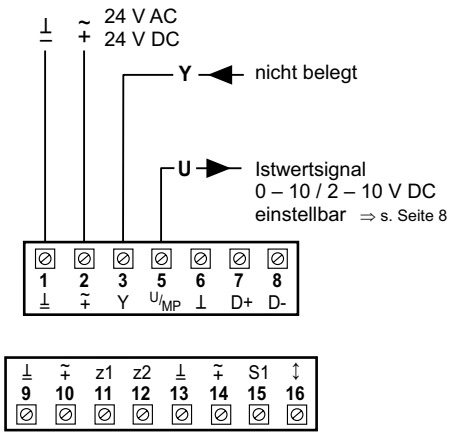 ⊥ ~ 24 V AC
– + 24 V DC
Y nicht belegt
U Istwertsignal
0 – 10 / 2 – 10 V DC
einstellbar ⇒ s. Seite 8
1 2 3 5 6 7 8
⊥ ~+ Y U/MP ⊥ D+ D-
⊥ ~+ z1 z2 ⊥ ~+ S1 ↕
9 10 11 12 13 14 15 16